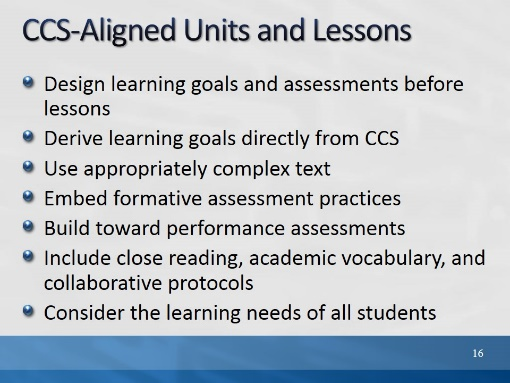 CCS-Aligned Units and Lessons
Design learning goals and assessments before
lessons
Derive learning goals directly from CCS
Use appropriately complex text
Embed formative assessment practices
Build toward performance assessments
Include close reading, academic vocabulary, and
collaborative protocols
Consider the learning needs of all students
16